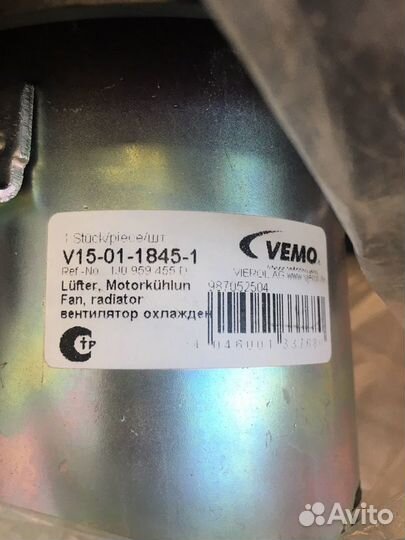 1 Stück/piece/шт
V15-01-1845-1
Ref.-No. 1J0 959 455 D
VEMO
VIEROL AG
Lüfter, Motorkühlun
987052504
Fan, radiator
вентилятор охлажден
Avito